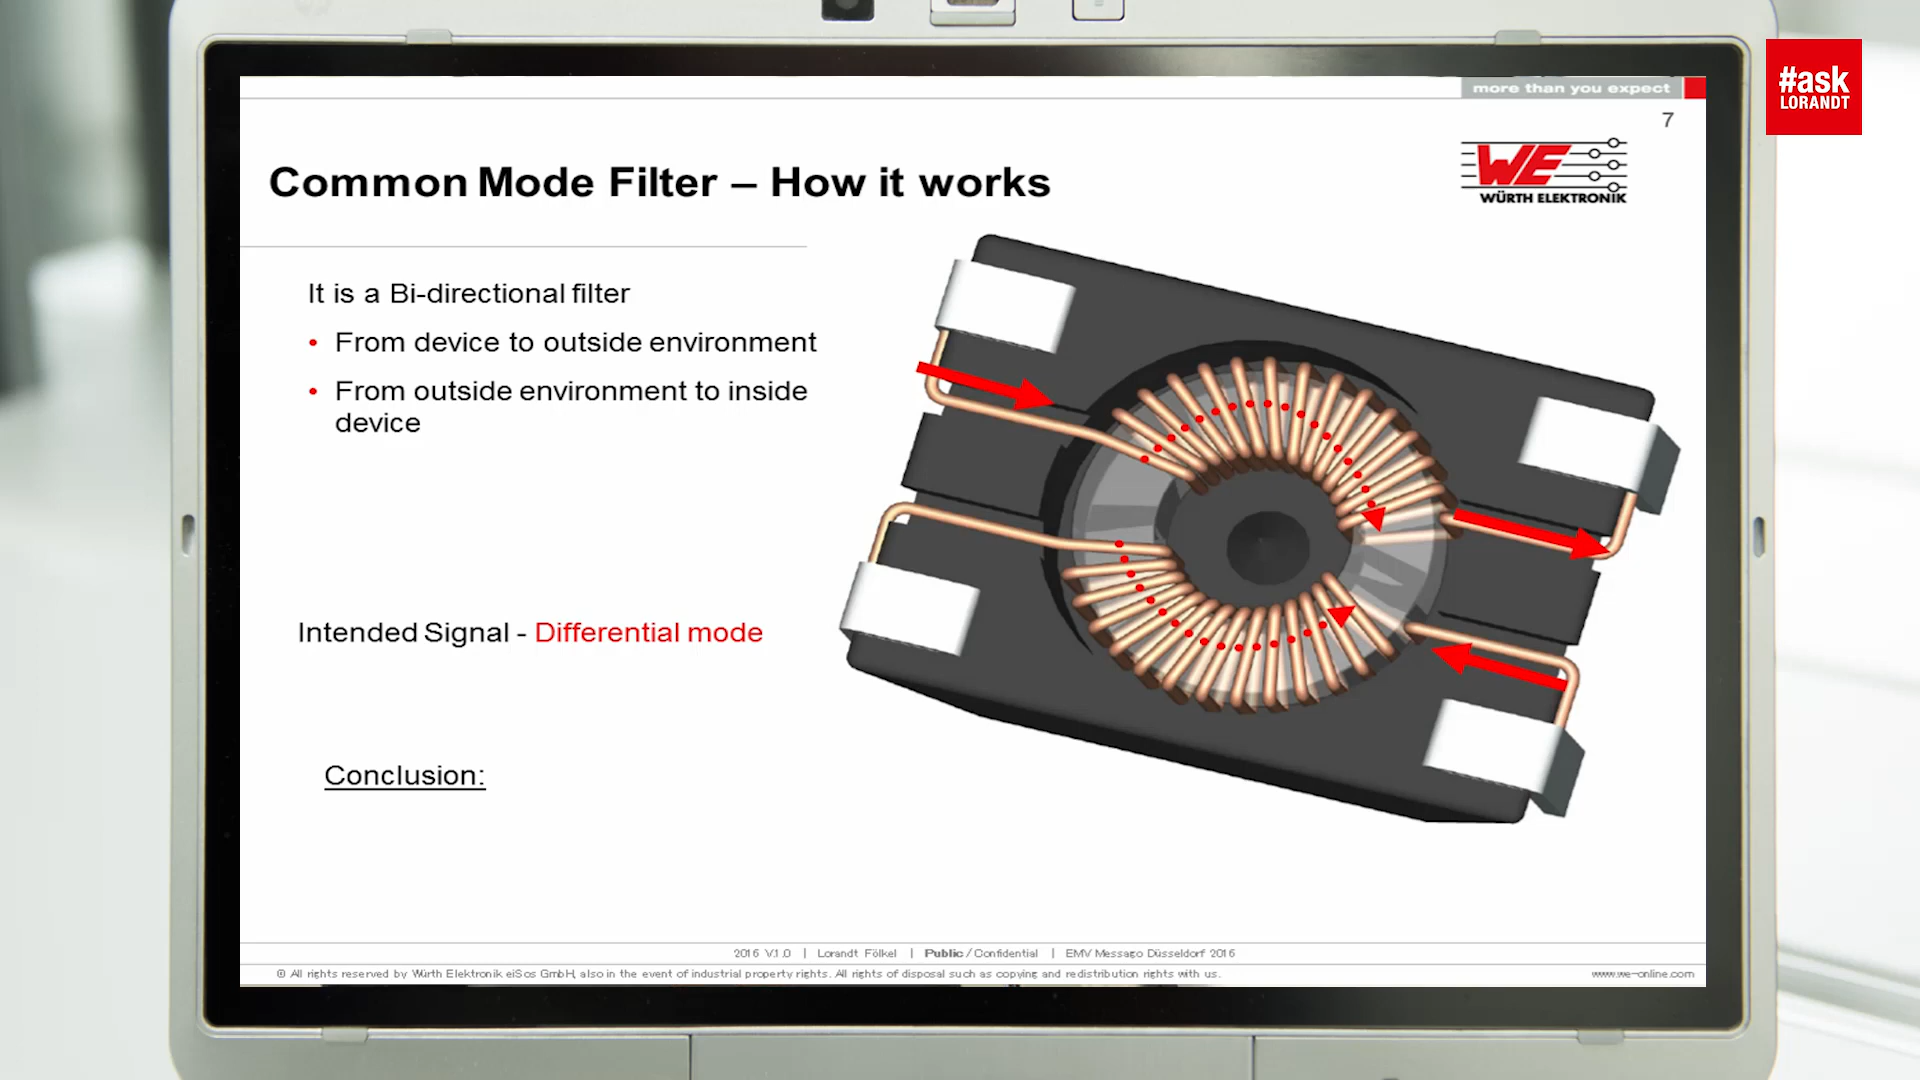 #ask
LORANDT
more than you expect
7
WE
WÜRTH ELEKTRONIK
Common Mode Filter – How it works
It is a Bi-directional filter
• From device to outside environment
• From outside environment to inside
device
Intended Signal - Differential mode
Conclusion:
2016 V.1.0 | Lorandt Fölkel | Public / Confidential | EMV Messago Düsseldorf 2016
© All rights reserved by Würth Elektronik eiSos GmbH, also in the event of industrial property rights. All rights of disposal such as copying and redistribution rights with us.
www.we-online.com